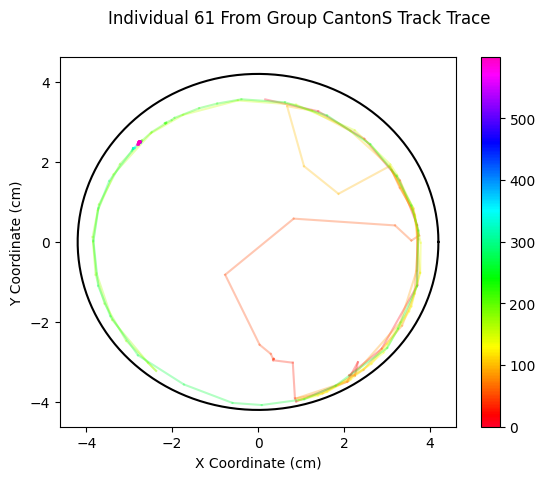 Individual 61 From Group CantonS Track Trace
4
2
0
−2
−4
Y Coordinate (cm)
−4 −2 0 2 4
X Coordinate (cm)
500
400
300
200
100
0